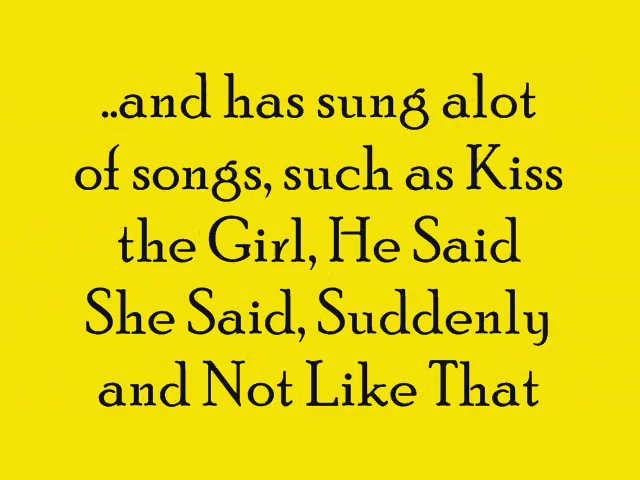 ..and has sung alot
of songs, such as Kiss
the Girl, He Said
She Said, Suddenly
and Not Like That